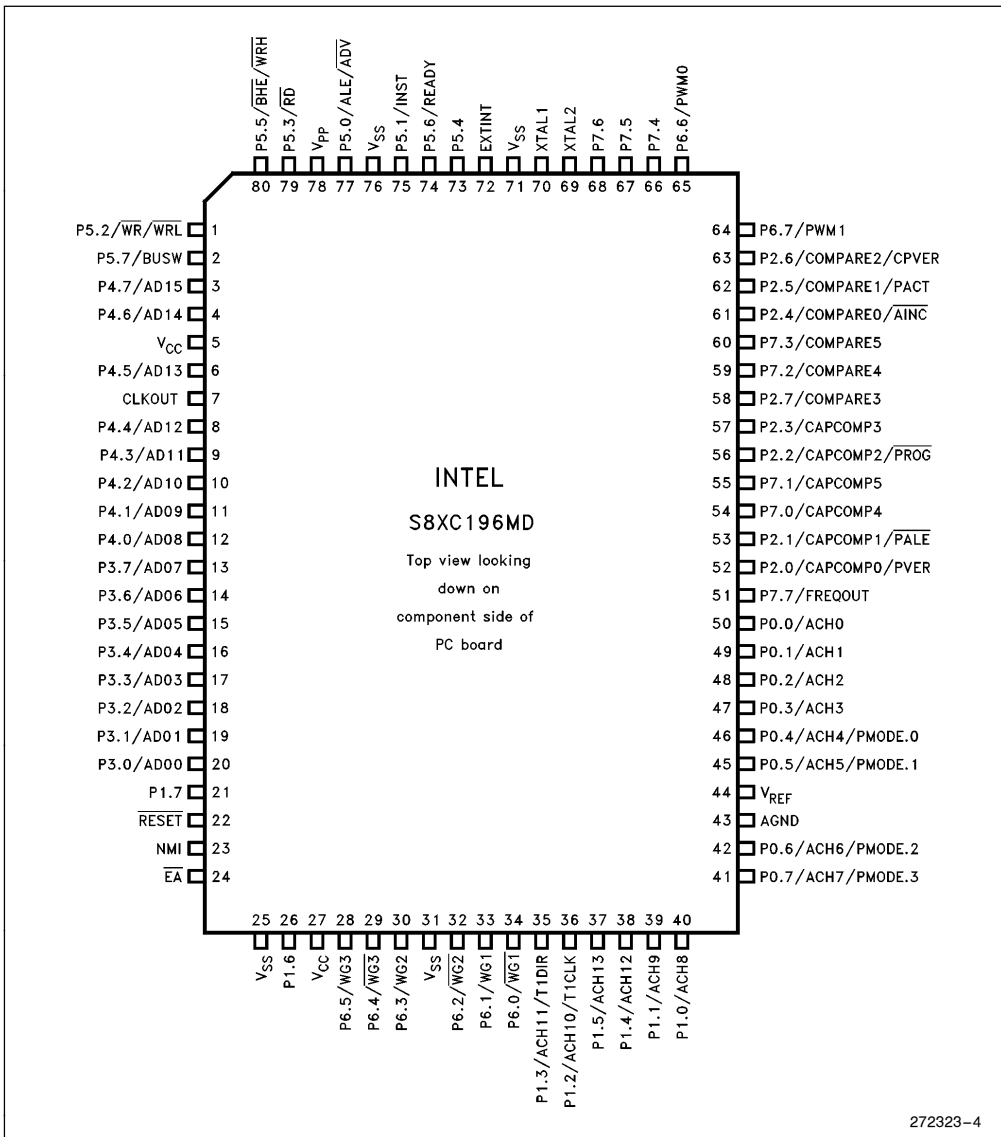 P5.5/B̅H̅E̅/W̅R̅H̅
P5.3/R̅D̅
VPP
P5.0/ALE/A̅D̅V̅
VSS
P5.1/INST
P5.6/READY
P5.4
EXTINT
VSS
XTAL1
XTAL2
P7.6
P7.5
P7.4
P6.6/PWM0
80 79 78 77 76 75 74 73 72 71 70 69 68 67 66 65
P5.2/W̅R̅/W̅R̅L̅ 1
P5.7/BUSW 2
P4.7/AD15 3
P4.6/AD14 4
VCC 5
P4.5/AD13 6
CLKOUT 7
P4.4/AD12 8
P4.3/AD11 9
P4.2/AD10 10
P4.1/AD09 11
P4.0/AD08 12
P3.7/AD07 13
P3.6/AD06 14
P3.5/AD05 15
P3.4/AD04 16
P3.3/AD03 17
P3.2/AD02 18
P3.1/AD01 19
P3.0/AD00 20
P1.7 21
R̅E̅S̅E̅T̅ 22
NMI 23
E̅A̅ 24
INTEL
S8XC196MD
Top view looking
down on
component side of
PC board
64 P6.7/PWM1
63 P2.6/COMPARE2/CPVER
62 P2.5/COMPARE1/PACT
61 P2.4/COMPARE0/A̅I̅N̅C̅
60 P7.3/COMPARE5
59 P7.2/COMPARE4
58 P2.7/COMPARE3
57 P2.3/CAPCOMP3
56 P2.2/CAPCOMP2/P̅R̅O̅G̅
55 P7.1/CAPCOMP5
54 P7.0/CAPCOMP4
53 P2.1/CAPCOMP1/P̅A̅L̅E̅
52 P2.0/CAPCOMP0/PVER
51 P7.7/FREQOUT
50 P0.0/ACH0
49 P0.1/ACH1
48 P0.2/ACH2
47 P0.3/ACH3
46 P0.4/ACH4/PMODE.0
45 P0.5/ACH5/PMODE.1
44 VREF
43 AGND
42 P0.6/ACH6/PMODE.2
41 P0.7/ACH7/PMODE.3
25 26 27 28 29 30 31 32 33 34 35 36 37 38 39 40
VSS
P1.6
VCC
P6.5/WG3
P6.4/W̅G̅3̅
P6.3/WG2
VSS
P6.2/W̅G̅2̅
P6.1/WG1
P6.0/W̅G̅1̅
P1.3/ACH11/T1DIR
P1.2/ACH10/T1CLK
P1.5/ACH13
P1.4/ACH12
P1.1/ACH9
P1.0/ACH8
272323-4